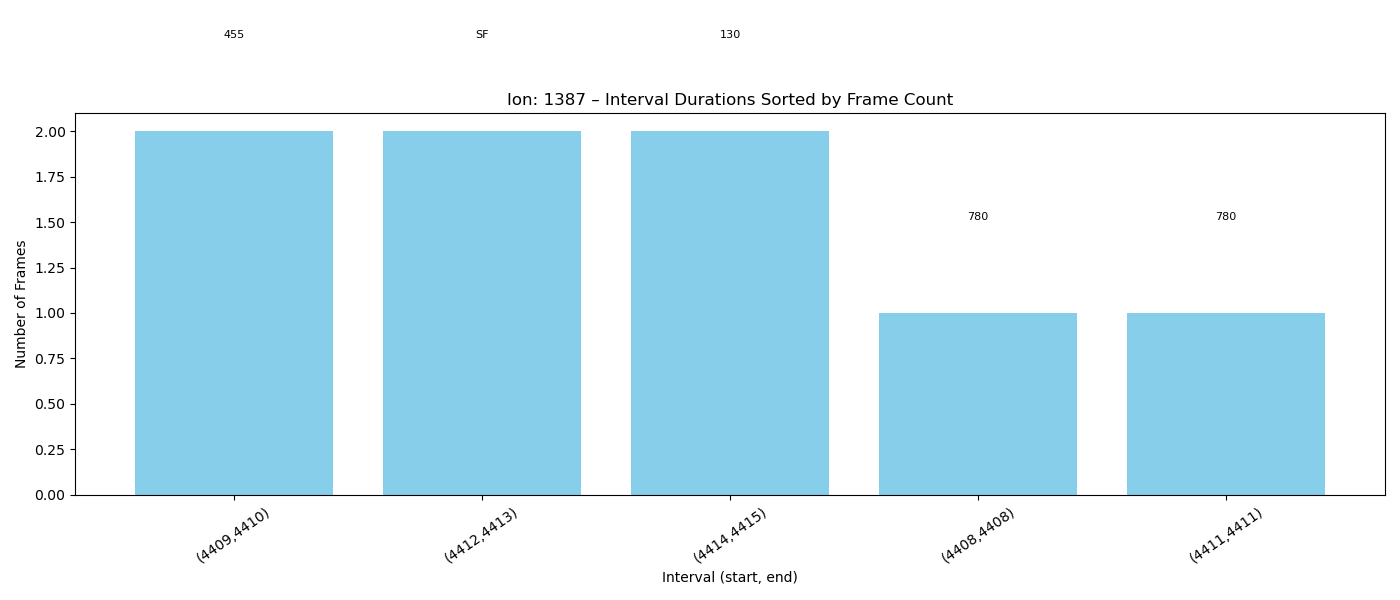 455 SF 130
Ion: 1387 – Interval Durations Sorted by Frame Count
Number of Frames
2.00
1.75
1.50
1.25
1.00
0.75
0.50
0.25
0.00
780 780
(4409,4410) (4412,4413) (4414,4415) (4408,4408) (4411,4411)
Interval (start, end)